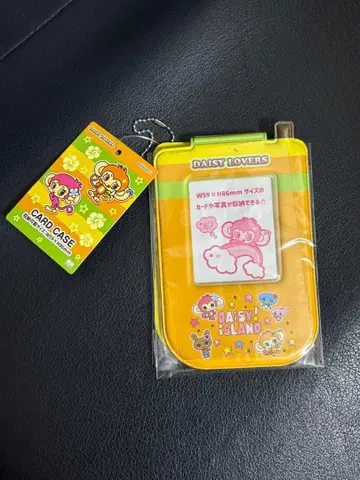 DAISY LOVERS
W59×H86mm サイズの
カードや写真が収納できる☆
DAISY!
ISLAND
CARD CASE